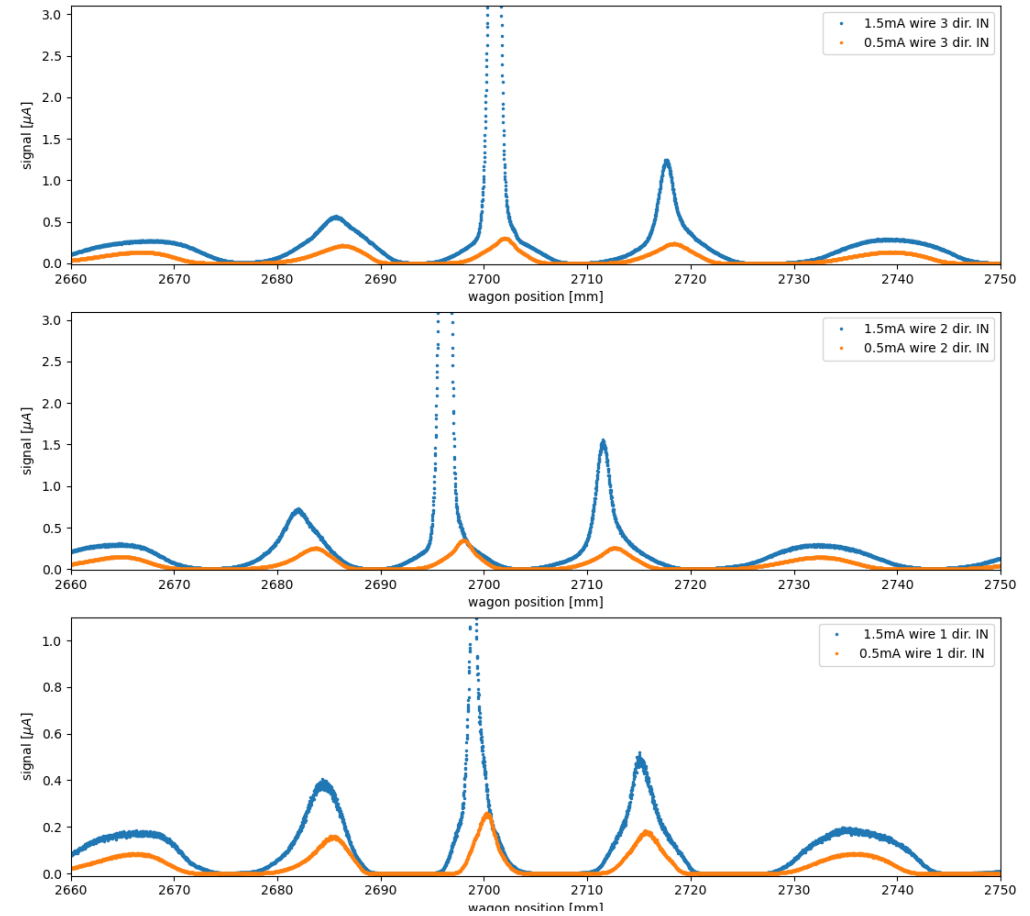 3.0
2.5
2.0
1.5
1.0
0.5
0.0
signal [μA]
1.5mA wire 3 dir. IN
0.5mA wire 3 dir. IN
2660 2670 2680 2690 2700 2710 2720 2730 2740 2750
wagon position [mm]
3.0
2.5
2.0
1.5
1.0
0.5
0.0
signal [μA]
1.5mA wire 2 dir. IN
0.5mA wire 2 dir. IN
2660 2670 2680 2690 2700 2710 2720 2730 2740 2750
wagon position [mm]
1.0
0.8
0.6
0.4
0.2
0.0
signal [μA]
1.5mA wire 1 dir. IN
0.5mA wire 1 dir. IN
2660 2670 2680 2690 2700 2710 2720 2730 2740 2750
wagon position [mm]